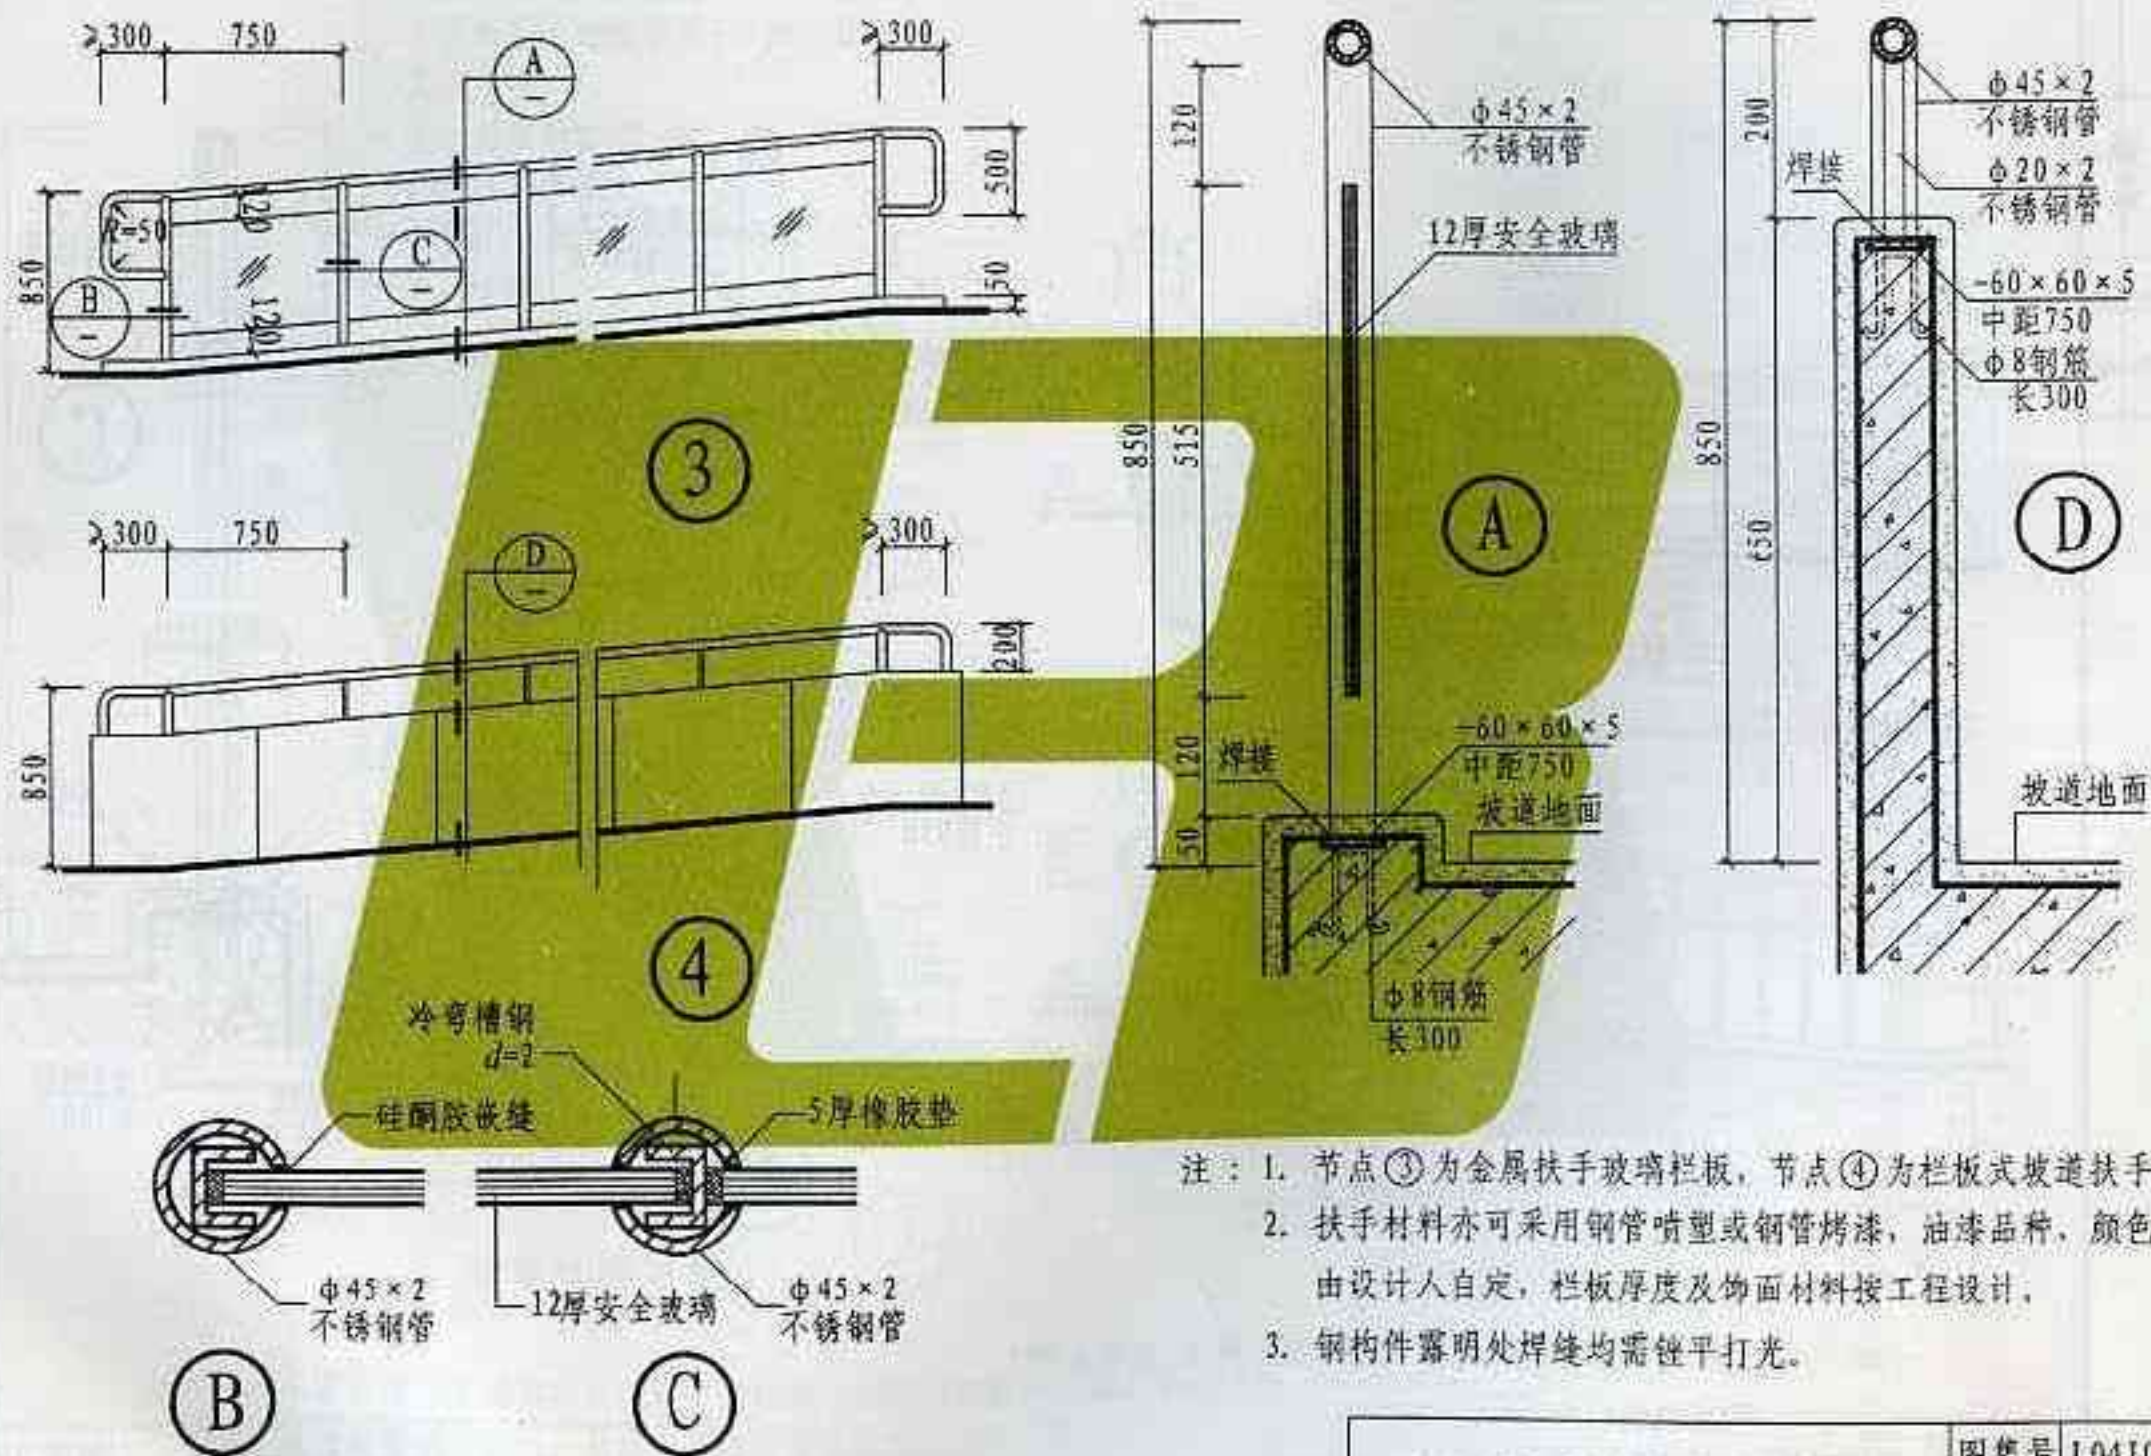 ≥300
750
A
≥300
500
50
850
R=50
120
120
B
C
③
≥300
750
D
≥300
200
850
④
120
850
515
120
50
φ45×2
不锈钢管
12厚安全玻璃
A
焊接
-60×60×5
中距750
坡道地面
φ8钢筋
长300
200
850
650
φ45×2
不锈钢管
φ20×2
不锈钢管
焊接
-60×60×5
中距750
φ8钢筋
长300
D
坡道地面
冷弯槽钢
d=2
硅酮胶嵌缝
5厚橡胶垫
φ45×2
不锈钢管
12厚安全玻璃
φ45×2
不锈钢管
B
C
注：1. 节点③为金属扶手玻璃栏板，节点④为栏板式坡道扶手
2. 扶手材料亦可采用钢管喷塑或钢管烤漆，油漆品种、颜色
由设计人自定，栏板厚度及饰面材料按工程设计。
3. 钢构件露明处焊缝均需锉平打光。
图集号